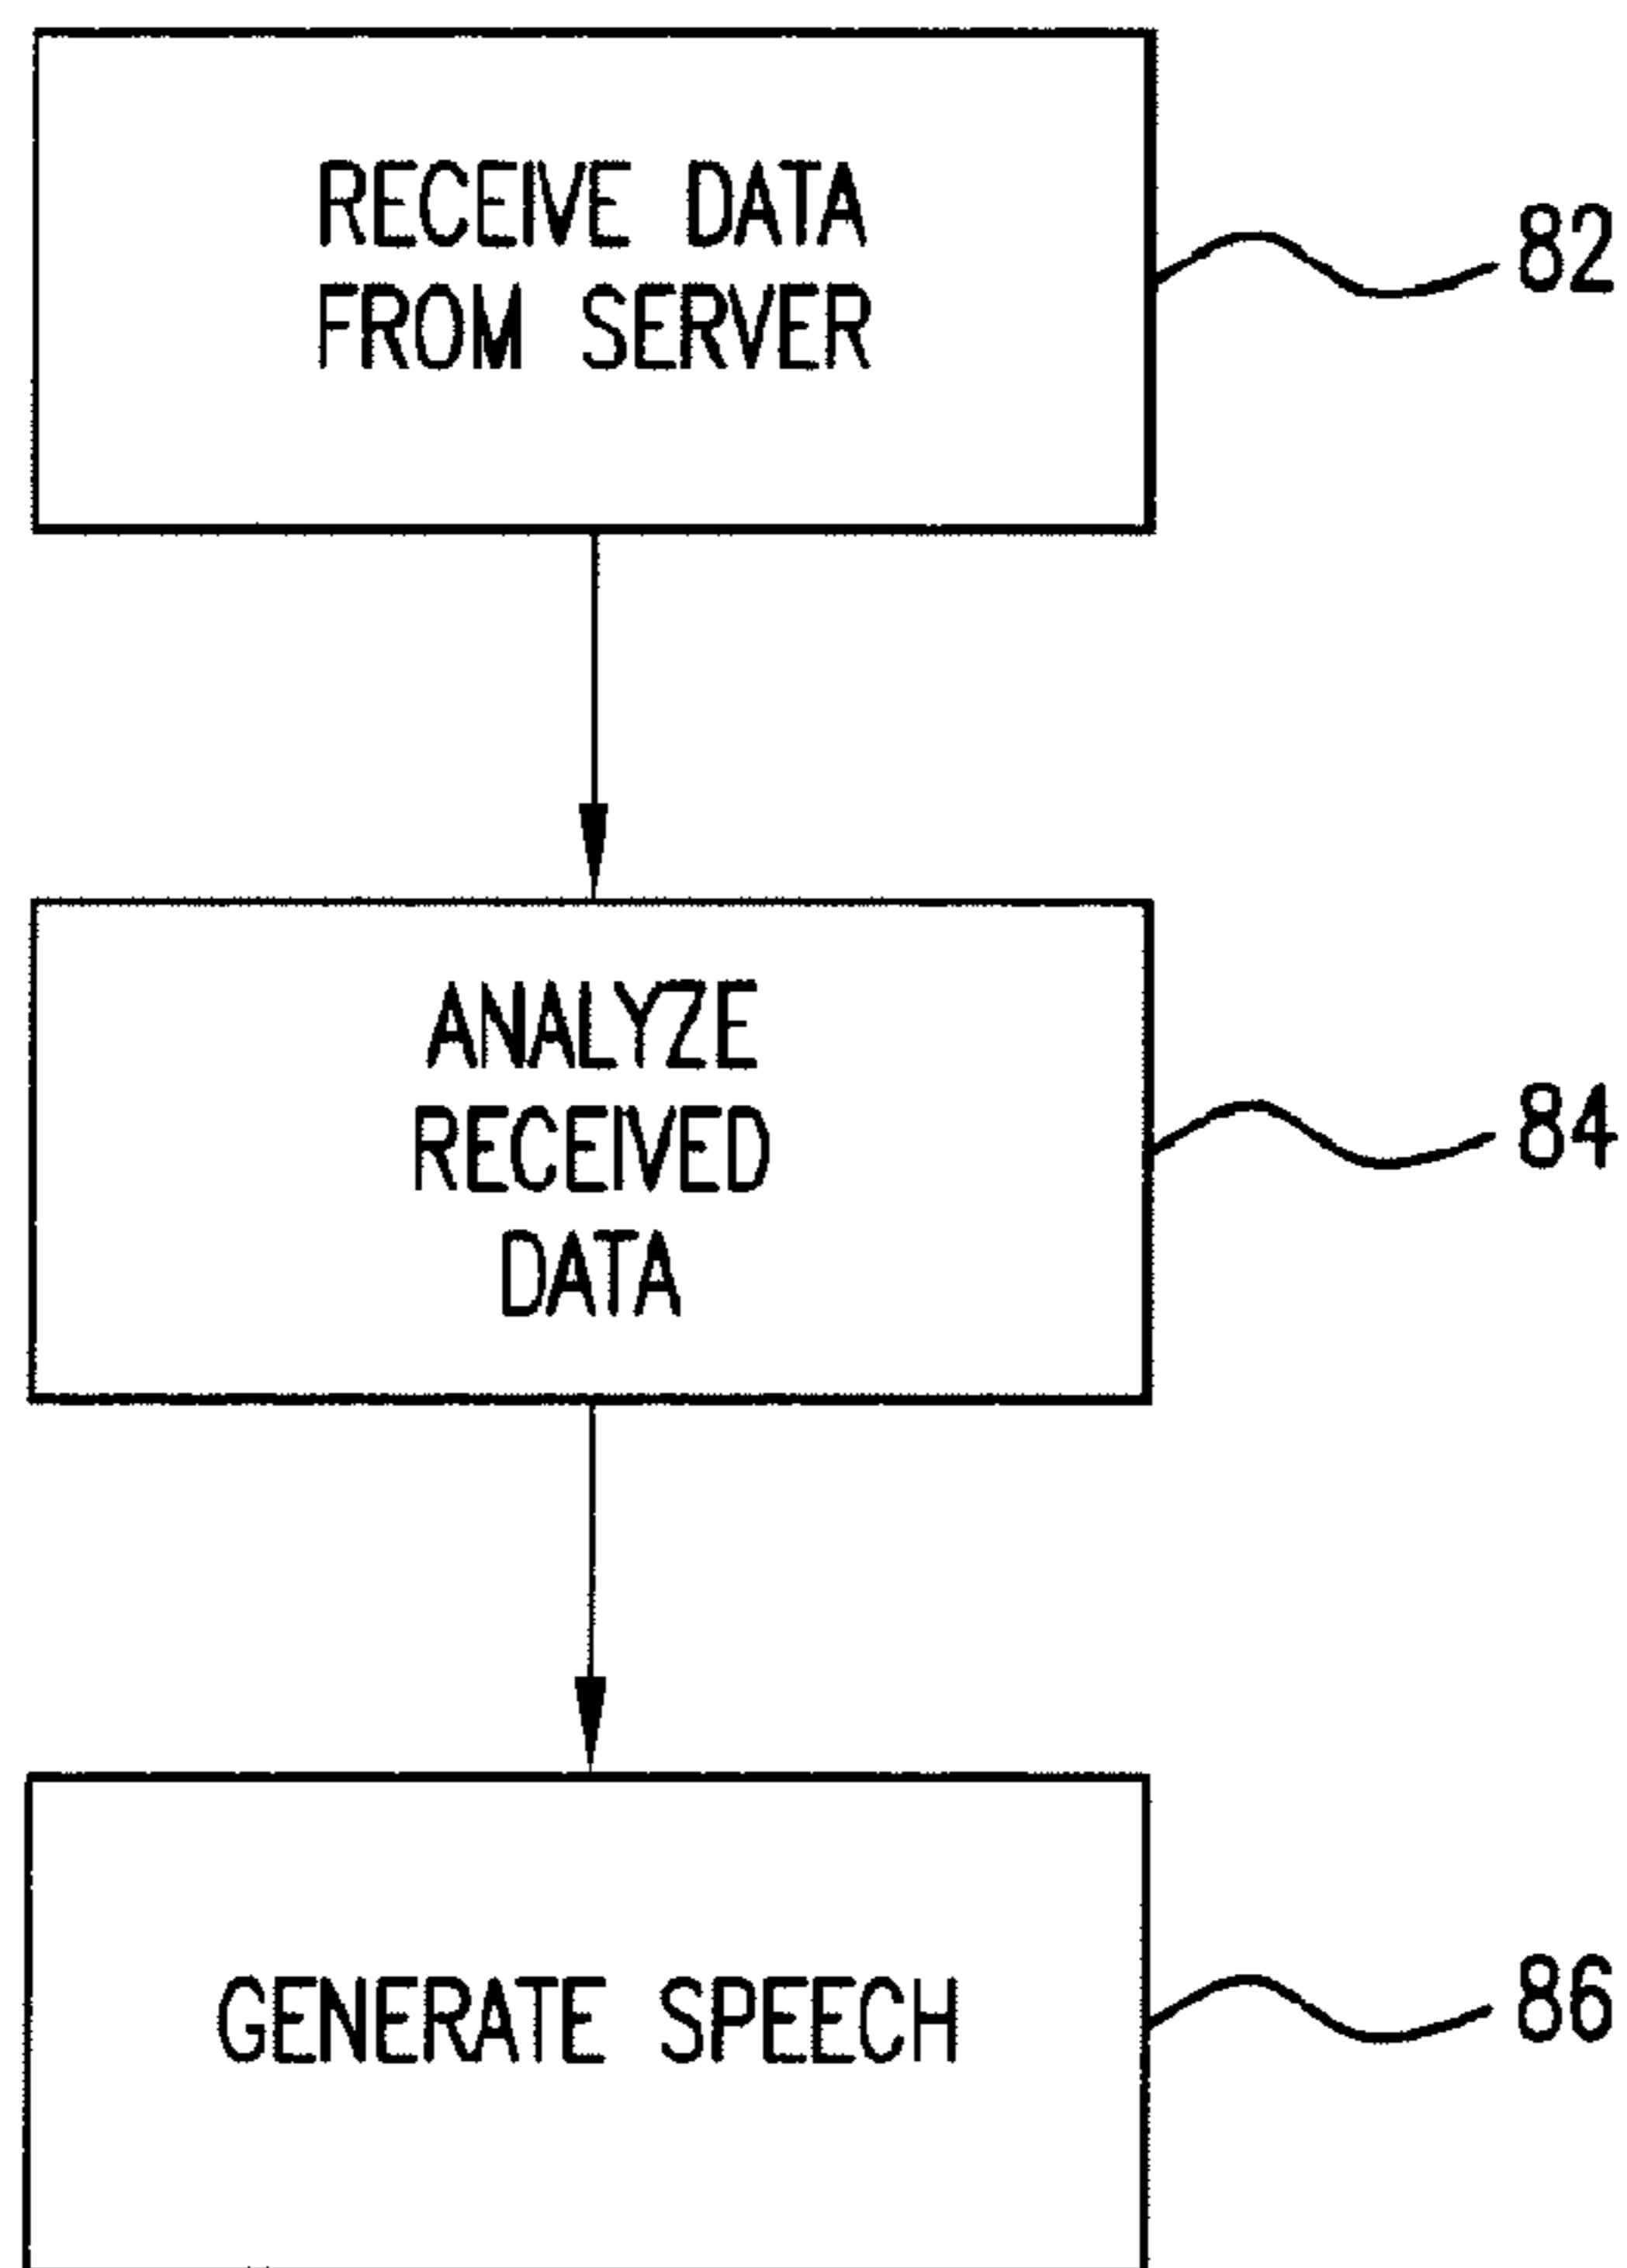 RECEIVE DATA
FROM SERVER
82
ANALYZE
RECEIVED
DATA
84
GENERATE SPEECH
86